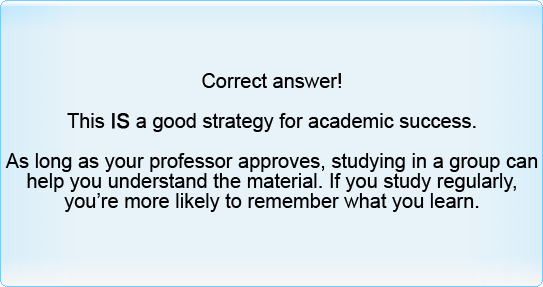 Correct answer!
This IS a good strategy for academic success.
As long as your professor approves, studying in a group can
help you understand the material. If you study regularly,
you're more likely to remember what you learn.